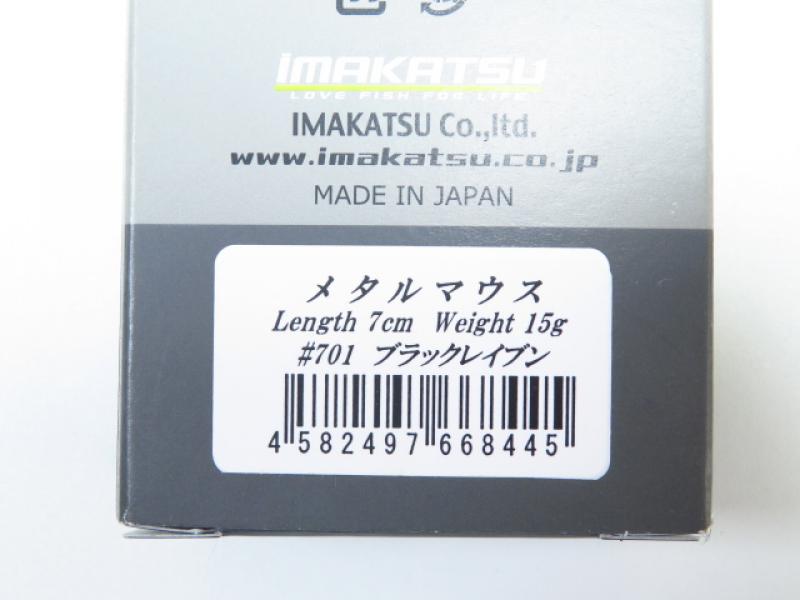 IMAKATSU
LOVE FISH FOR LIFE
IMAKATSU Co.,ltd.
www.imakatsu.co.jp
MADE IN JAPAN
メタルマウス
Length 7cm Weight 15g
#701 ブラックレイブン
4 582497 668445